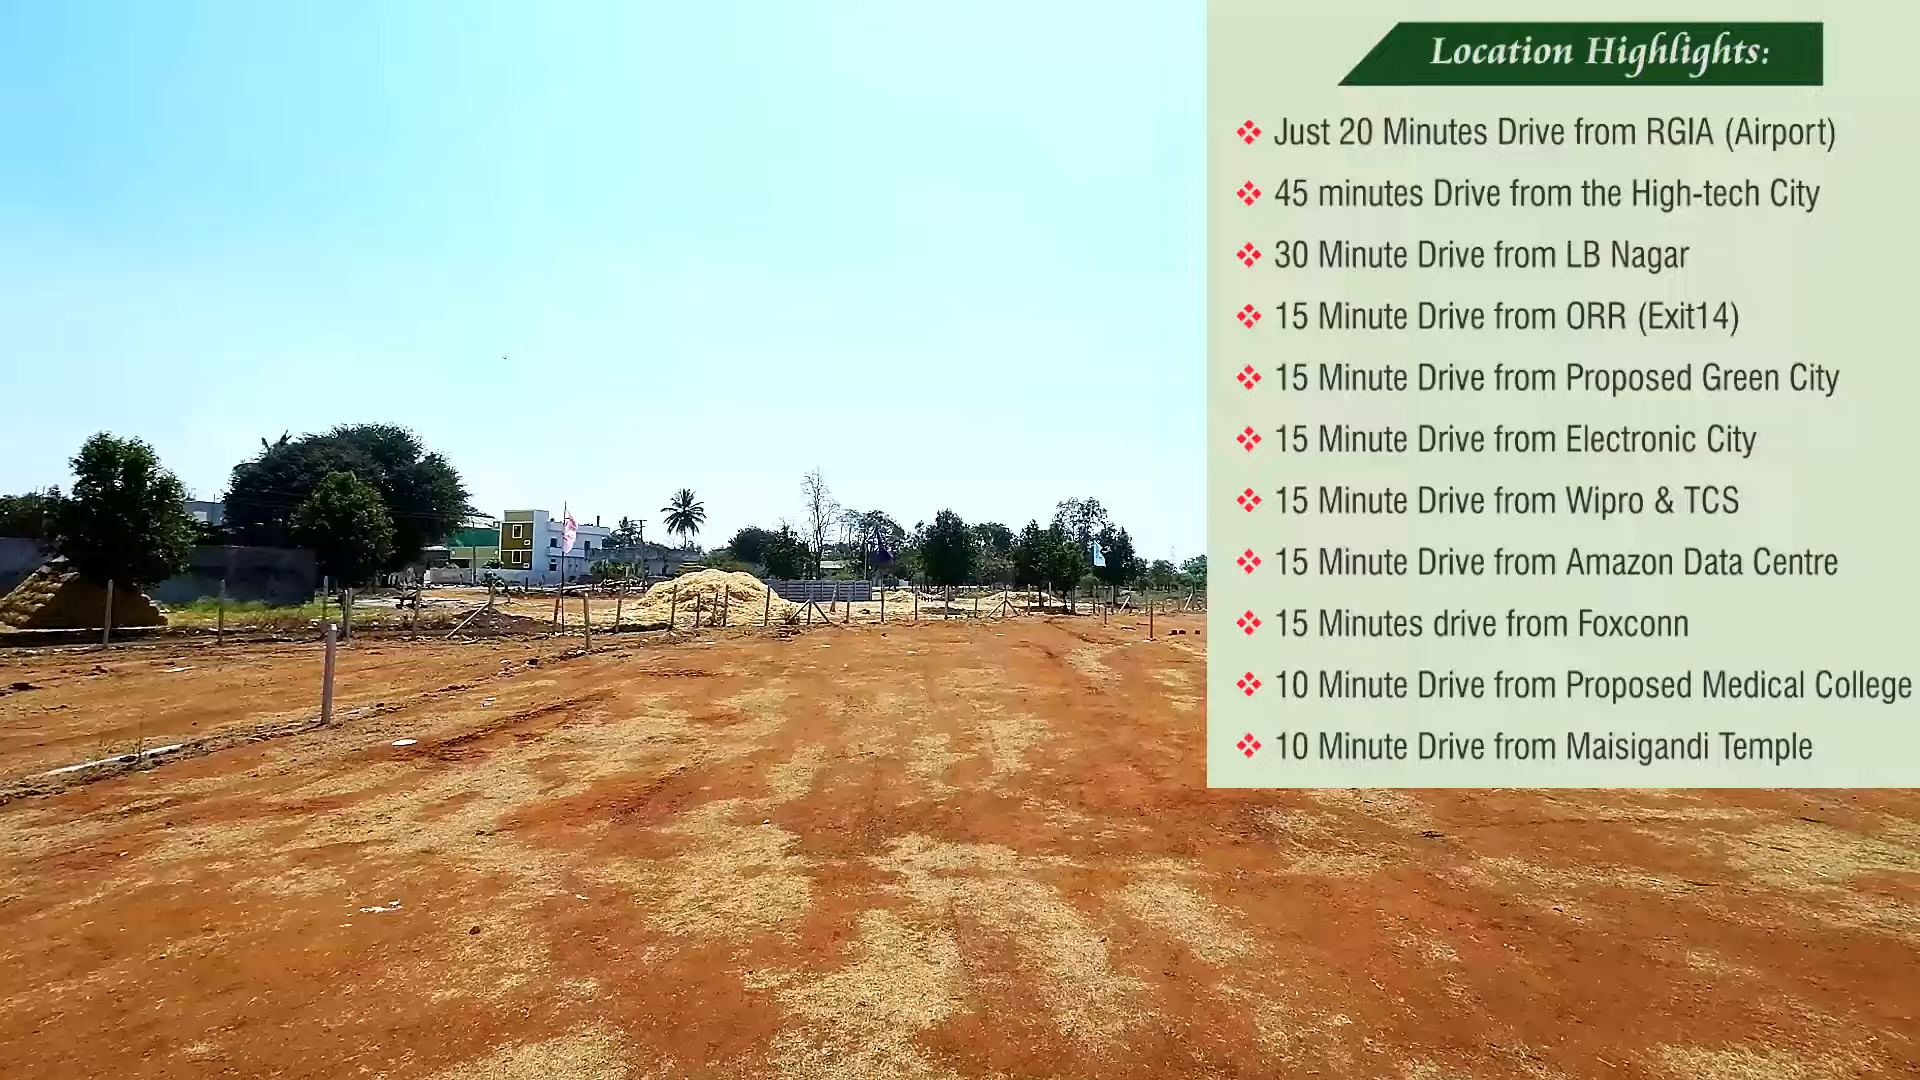 Location Highlights:
Just 20 Minutes Drive from RGIA (Airport)
45 minutes Drive from the High-tech City
30 Minute Drive from LB Nagar
15 Minute Drive from ORR (Exit14)
15 Minute Drive from Proposed Green City
15 Minute Drive from Electronic City
15 Minute Drive from Wipro & TCS
15 Minute Drive from Amazon Data Centre
15 Minutes drive from Foxconn
10 Minute Drive from Proposed Medical College
10 Minute Drive from Maisigandi Temple